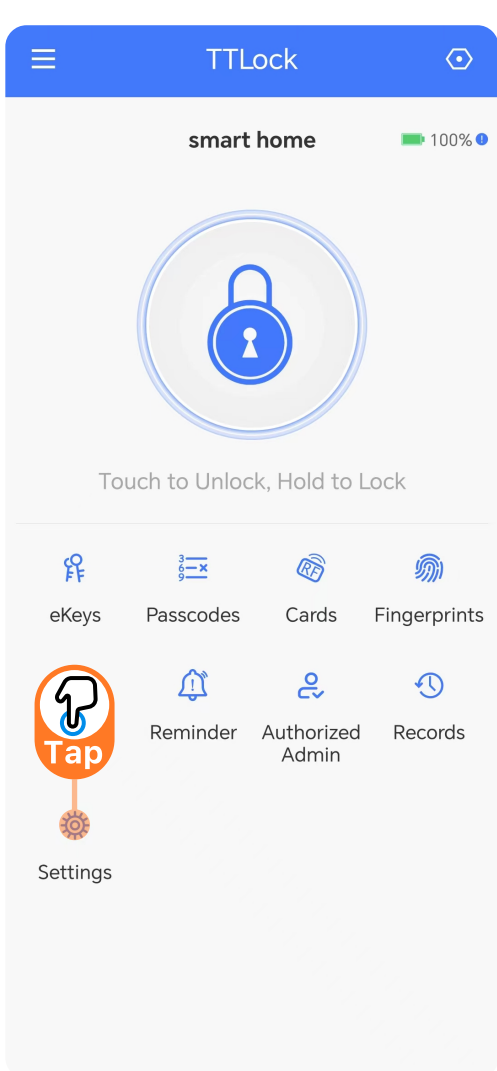 TTLock
smart home
100%
Touch to Unlock, Hold to Lock
eKeys
Passcodes
Cards
Fingerprints
Tap
Reminder
Authorized
Admin
Records
Settings